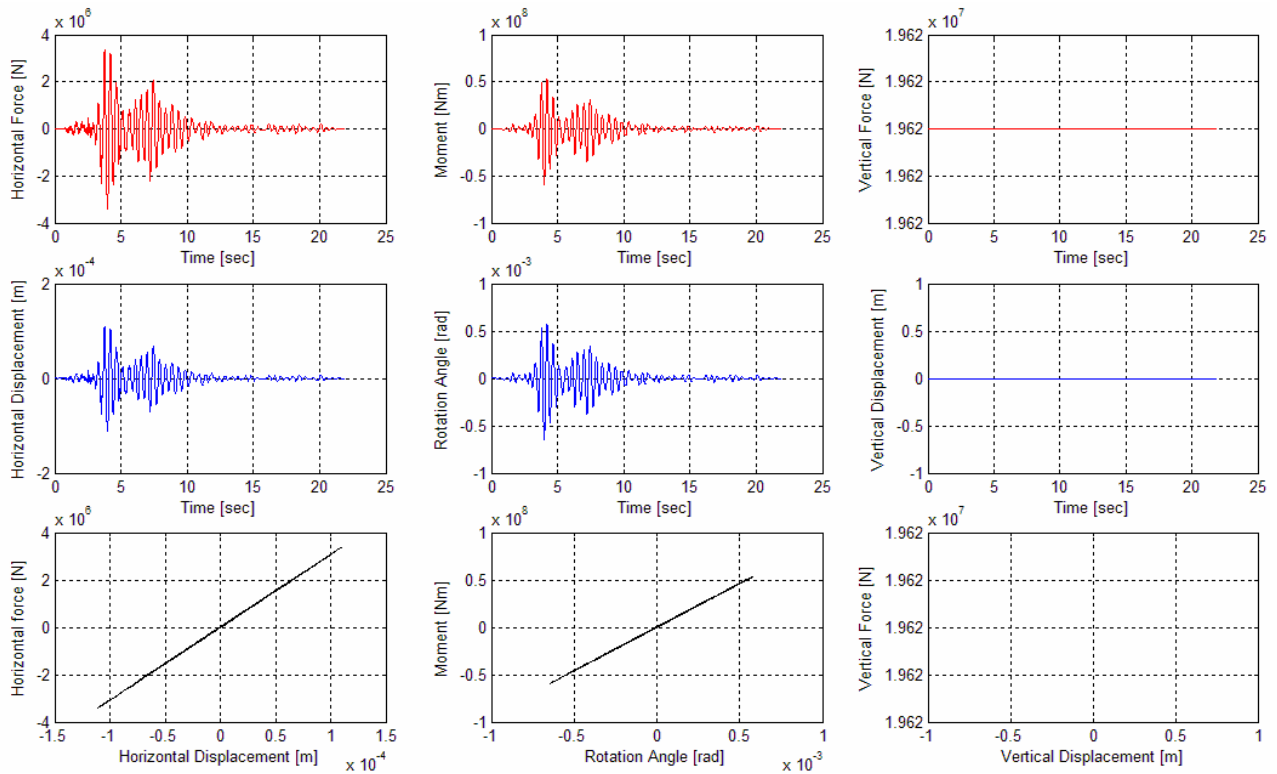 x 10^6
4
2
0
-2
-4
Horizontal Force [N]
0 5 10 15 20 25
Time [sec]
x 10^8
1
0.5
0
-0.5
-1
Moment [Nm]
0 5 10 15 20 25
Time [sec]
x 10^7
1.962
1.962
1.962
1.962
1.962
Vertical Force [N]
0 5 10 15 20 25
Time [sec]
x 10^-4
2
0
-2
Horizontal Displacement [m]
0 5 10 15 20 25
Time [sec]
x 10^-3
1
0.5
0
-0.5
-1
Rotation Angle [rad]
0 5 10 15 20 25
Time [sec]
1
0.5
0
-0.5
-1
Vertical Displacement [m]
0 5 10 15 20 25
Time [sec]
x 10^6
4
2
0
-2
-4
Horizontal force [N]
-1.5 -1 -0.5 0 0.5 1 1.5
Horizontal Displacement [m]
x 10^-4
x 10^8
1
0.5
0
-0.5
-1
Moment [Nm]
-1 -0.5 0 0.5 1
Rotation Angle [rad]
x 10^-3
x 10^7
1.962
1.962
1.962
1.962
1.962
Vertical Force [N]
-1 -0.5 0 0.5 1
Vertical Displacement [m]